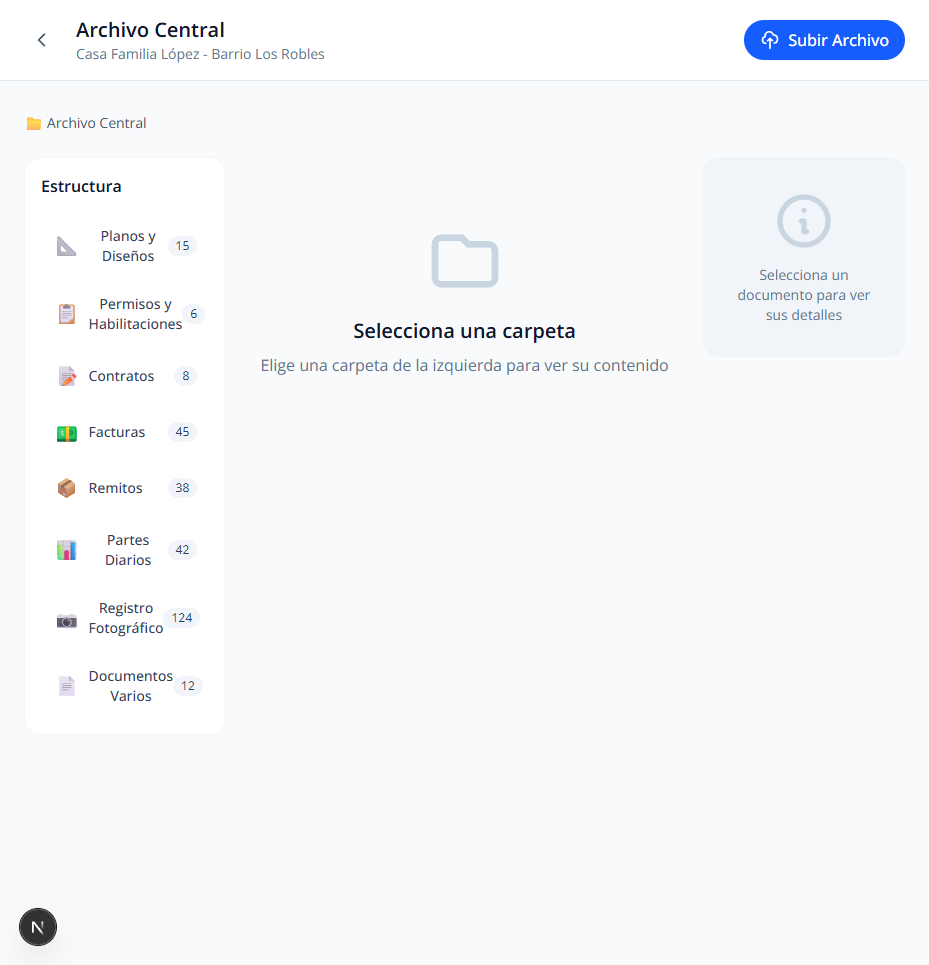 Archivo Central
Casa Familia López - Barrio Los Robles
Subir Archivo
Archivo Central
Estructura
Planos y
Diseños
15
Permisos y
Habilitaciones
6
Contratos
8
Facturas
45
Remitos
38
Partes
Diarios
42
Registro
Fotográfico
124
Documentos
Varios
12
Selecciona una carpeta
Elige una carpeta de la izquierda para ver su contenido
Selecciona un
documento para ver
sus detalles
N